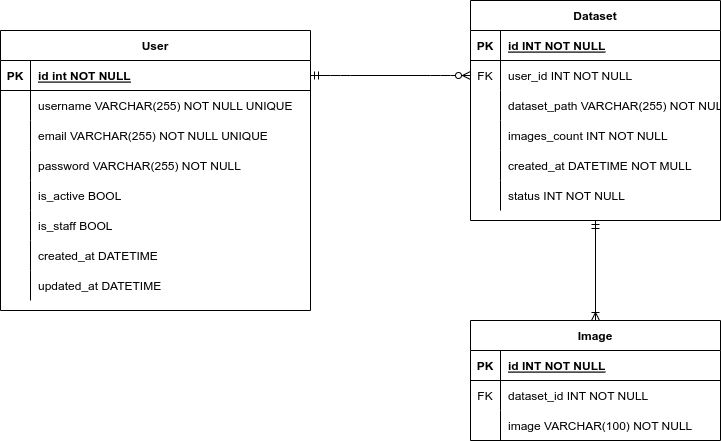 User
PK id int NOT NULL
username VARCHAR(255) NOT NULL UNIQUE
email VARCHAR(255) NOT NULL UNIQUE
password VARCHAR(255) NOT NULL
is_active BOOL
is_staff BOOL
created_at DATETIME
updated_at DATETIME
Dataset
PK id INT NOT NULL
FK user_id INT NOT NULL
dataset_path VARCHAR(255) NOT NUL
images_count INT NOT NULL
created_at DATETIME NOT MULL
status INT NOT NULL
Image
PK id INT NOT NULL
FK dataset_id INT NOT NULL
image VARCHAR(100) NOT NULL